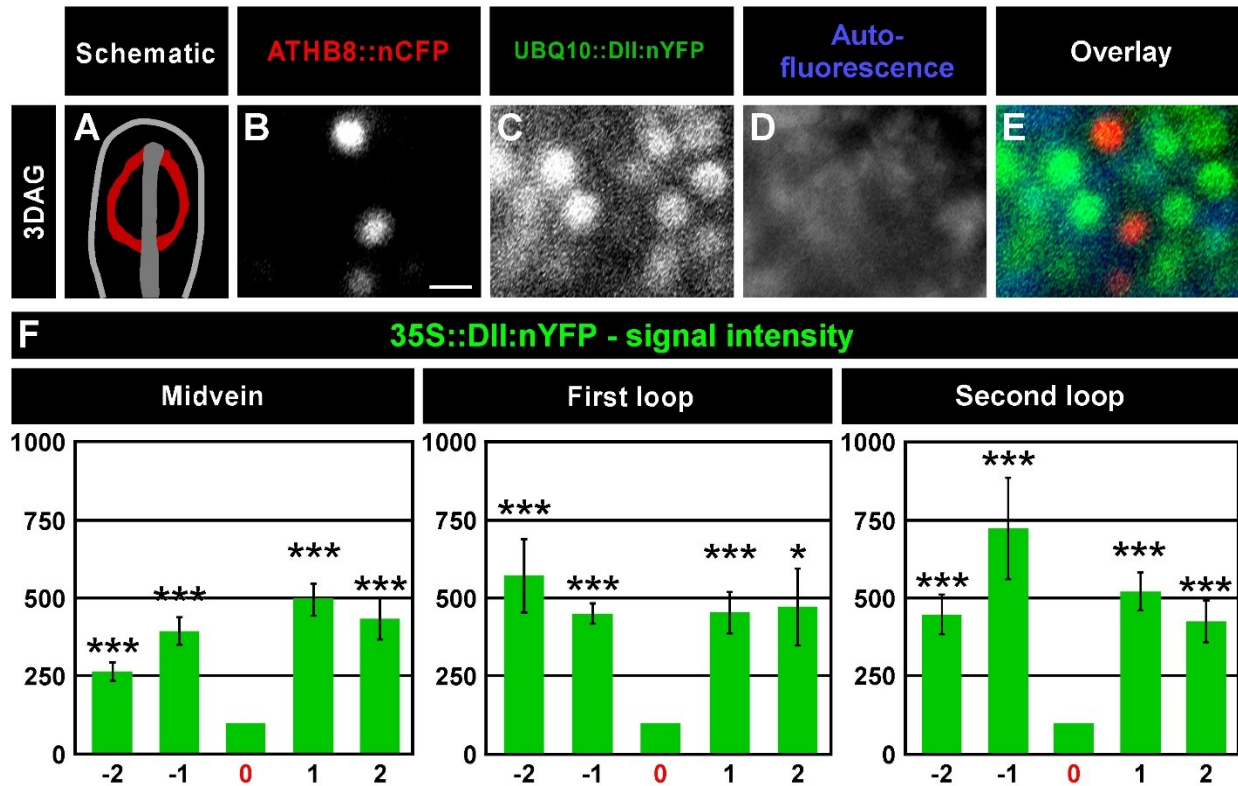 Schematic
ATHB8::nCFP
UBQ10::DII:nYFP
Auto-
fluorescence
Overlay
3DAG
A
B
C
D
E
F
35S::DII:nYFP - signal intensity
Midvein
First loop
Second loop
1000
750
500
250
0
*** *** *** ***
-2 -1 0 1 2
1000
750
500
250
0
*** *** *** *
-2 -1 0 1 2
1000
750
500
250
0
*** *** *** ***
-2 -1 0 1 2